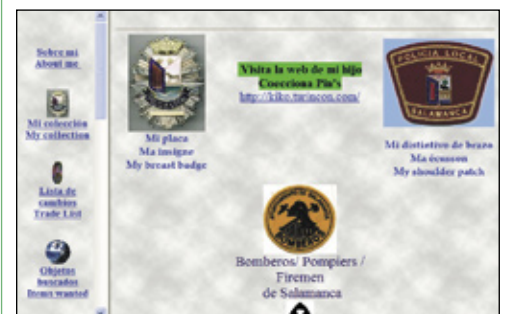 Sobre mi
About me
Mi colección
My collection
Lista de
cambios
Trade List
Objetos
buscados
Items wanted
Mi placa
Ma insigne
My breast badge
Visita la web de mi hijo
Coecciona Pin's
http://kiko.turincon.com/
POLICIA LOCAL
SALAMANCA
Mi distietivo de brazo
Ma écusson
My shoulder patch
BOMBEROS
Bomberos/ Pompiers /
Firemen
de Salamanca